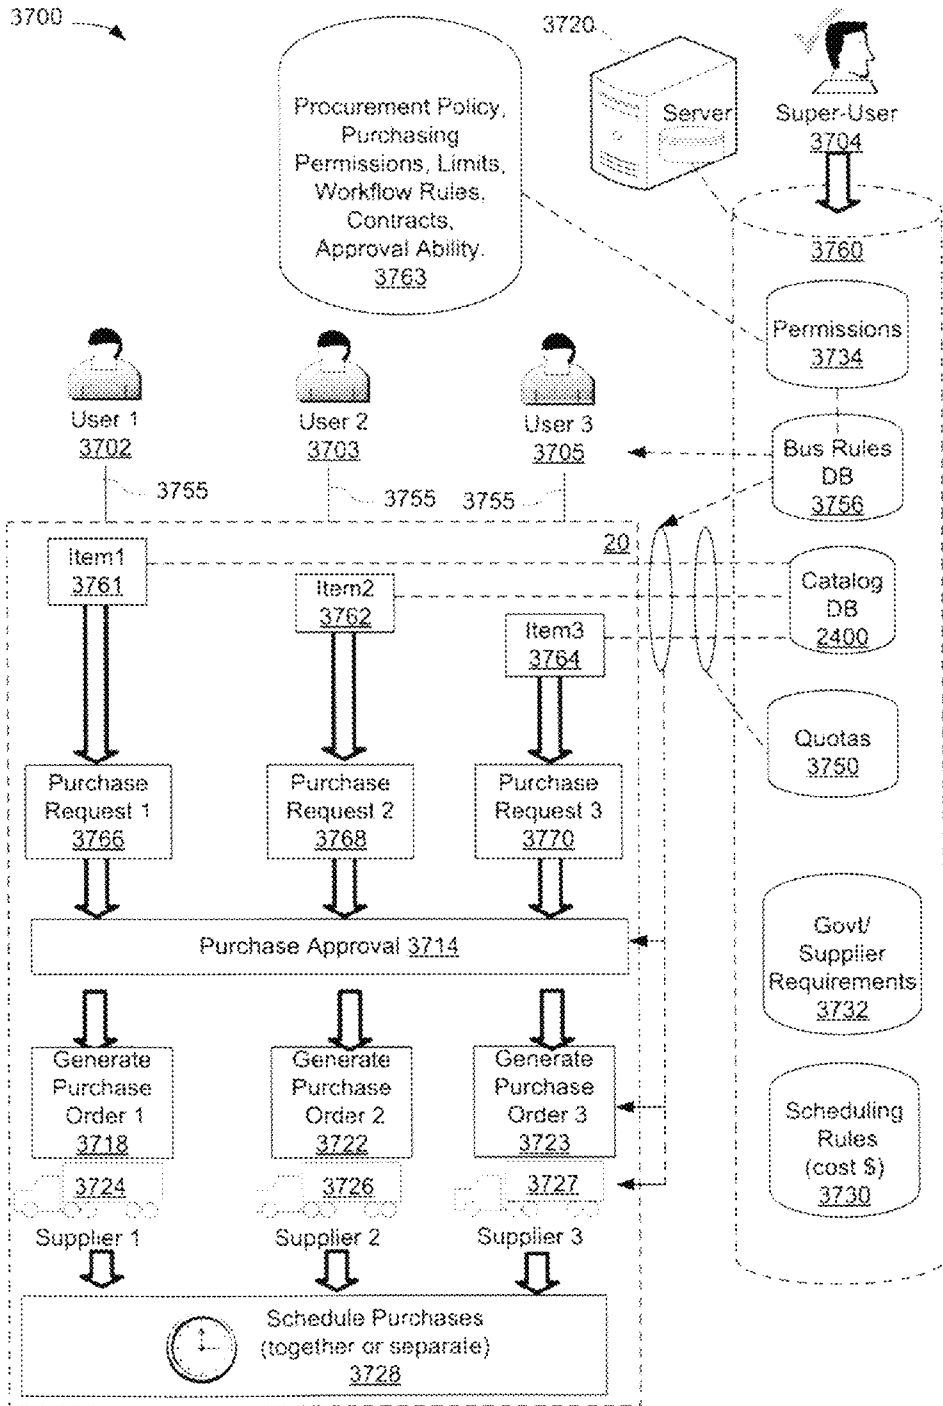 3700
3720
Procurement Policy,
Purchasing
Permissions, Limits,
Workflow Rules,
Contracts,
Approval Ability.
3763
Server
Super-User
3704
3760
Permissions
3734
User 1
3702
User 2
3703
User 3
3705
Bus Rules
DB
3756
3755
3755
3755
20
Item1
3761
Item2
3762
Item3
3764
Catalog
DB
2400
Quotas
3750
Purchase
Request 1
3766
Purchase
Request 2
3768
Purchase
Request 3
3770
Purchase Approval 3714
Govt/
Supplier
Requirements
3732
Generate
Purchase
Order 1
3718
Generate
Purchase
Order 2
3722
Generate
Purchase
Order 3
3723
Scheduling
Rules
(cost $)
3730
3724
Supplier 1
3726
Supplier 2
3727
Supplier 3
Schedule Purchases
(together or separate)
3728